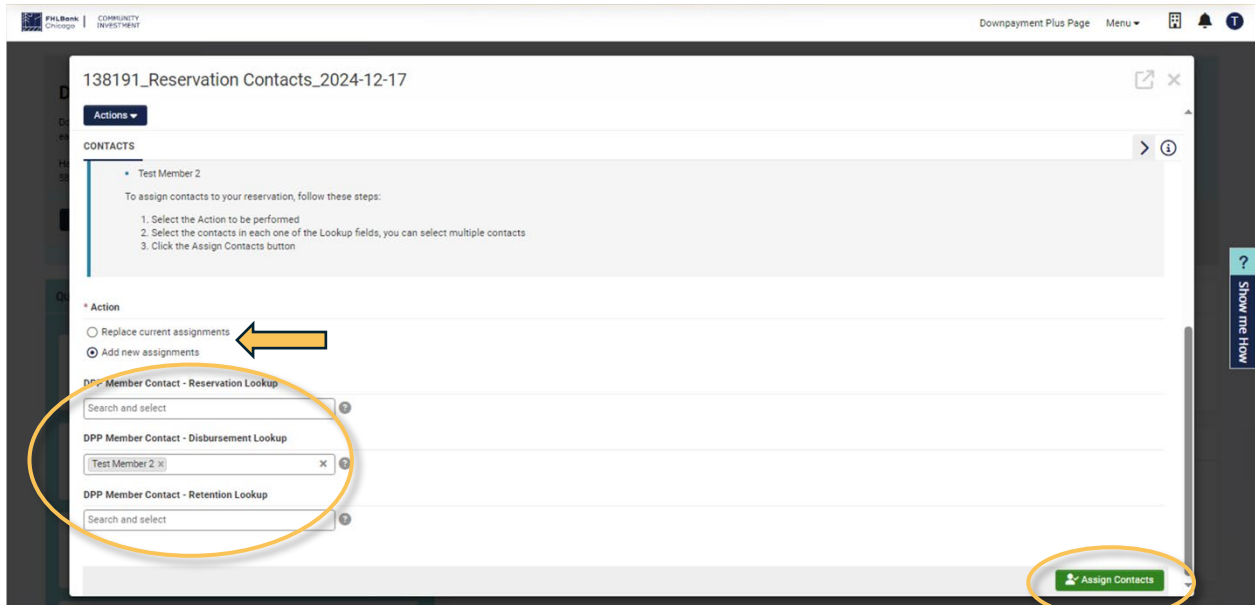 FHLBank Chicago
COMMUNITY INVESTMENT
Downpayment Plus Page
Menu
T
138191_Reservation Contacts_2024-12-17
Actions
CONTACTS
• Test Member 2
To assign contacts to your reservation, follow these steps:
1. Select the Action to be performed
2. Select the contacts in each one of the Lookup fields, you can select multiple contacts
3. Click the Assign Contacts button
* Action
Replace current assignments
Add new assignments
DPP Member Contact - Reservation Lookup
Search and select
DPP Member Contact - Disbursement Lookup
Test Member 2 ×
DPP Member Contact - Retention Lookup
Search and select
Assign Contacts
? Show me How